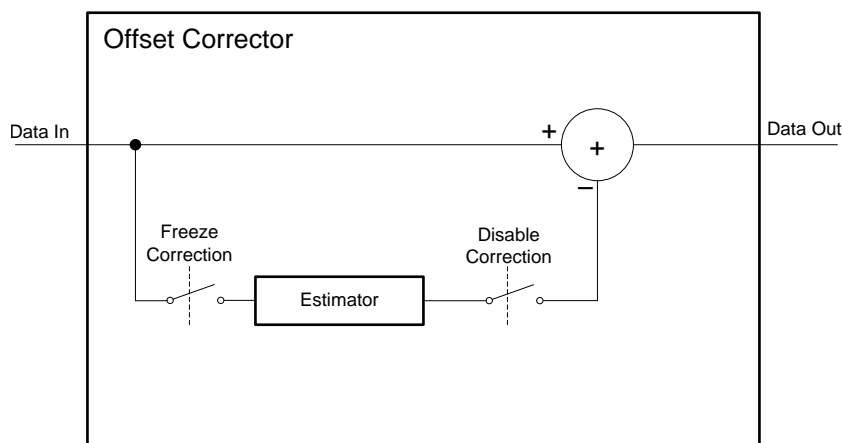 Offset Corrector
Data In
+
+
Data Out
−
Freeze
Correction
Disable
Correction
Estimator